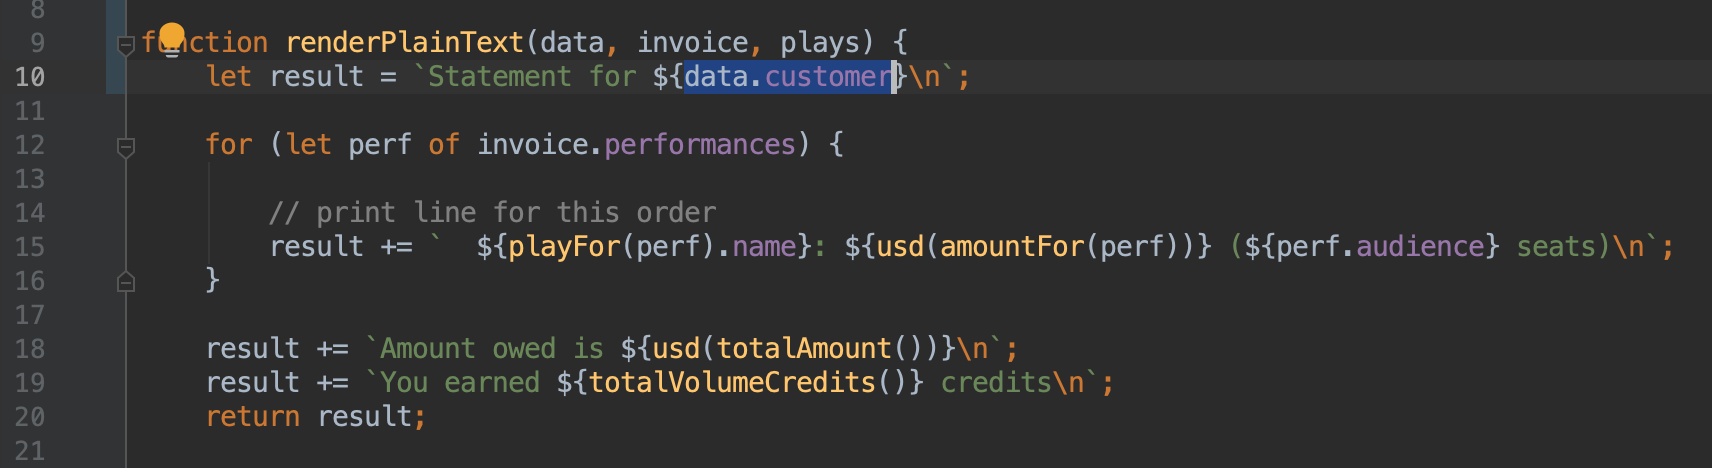 8
9 function renderPlainText(data, invoice, plays) {
10 let result = `Statement for ${data.customer}\n`;
11
12 for (let perf of invoice.performances) {
13
14 // print line for this order
15 result += `  ${playFor(perf).name}: ${usd(amountFor(perf))} (${perf.audience} seats)\n`;
16 }
17
18 result += `Amount owed is ${usd(totalAmount())}\n`;
19 result += `You earned ${totalVolumeCredits()} credits\n`;
20 return result;
21